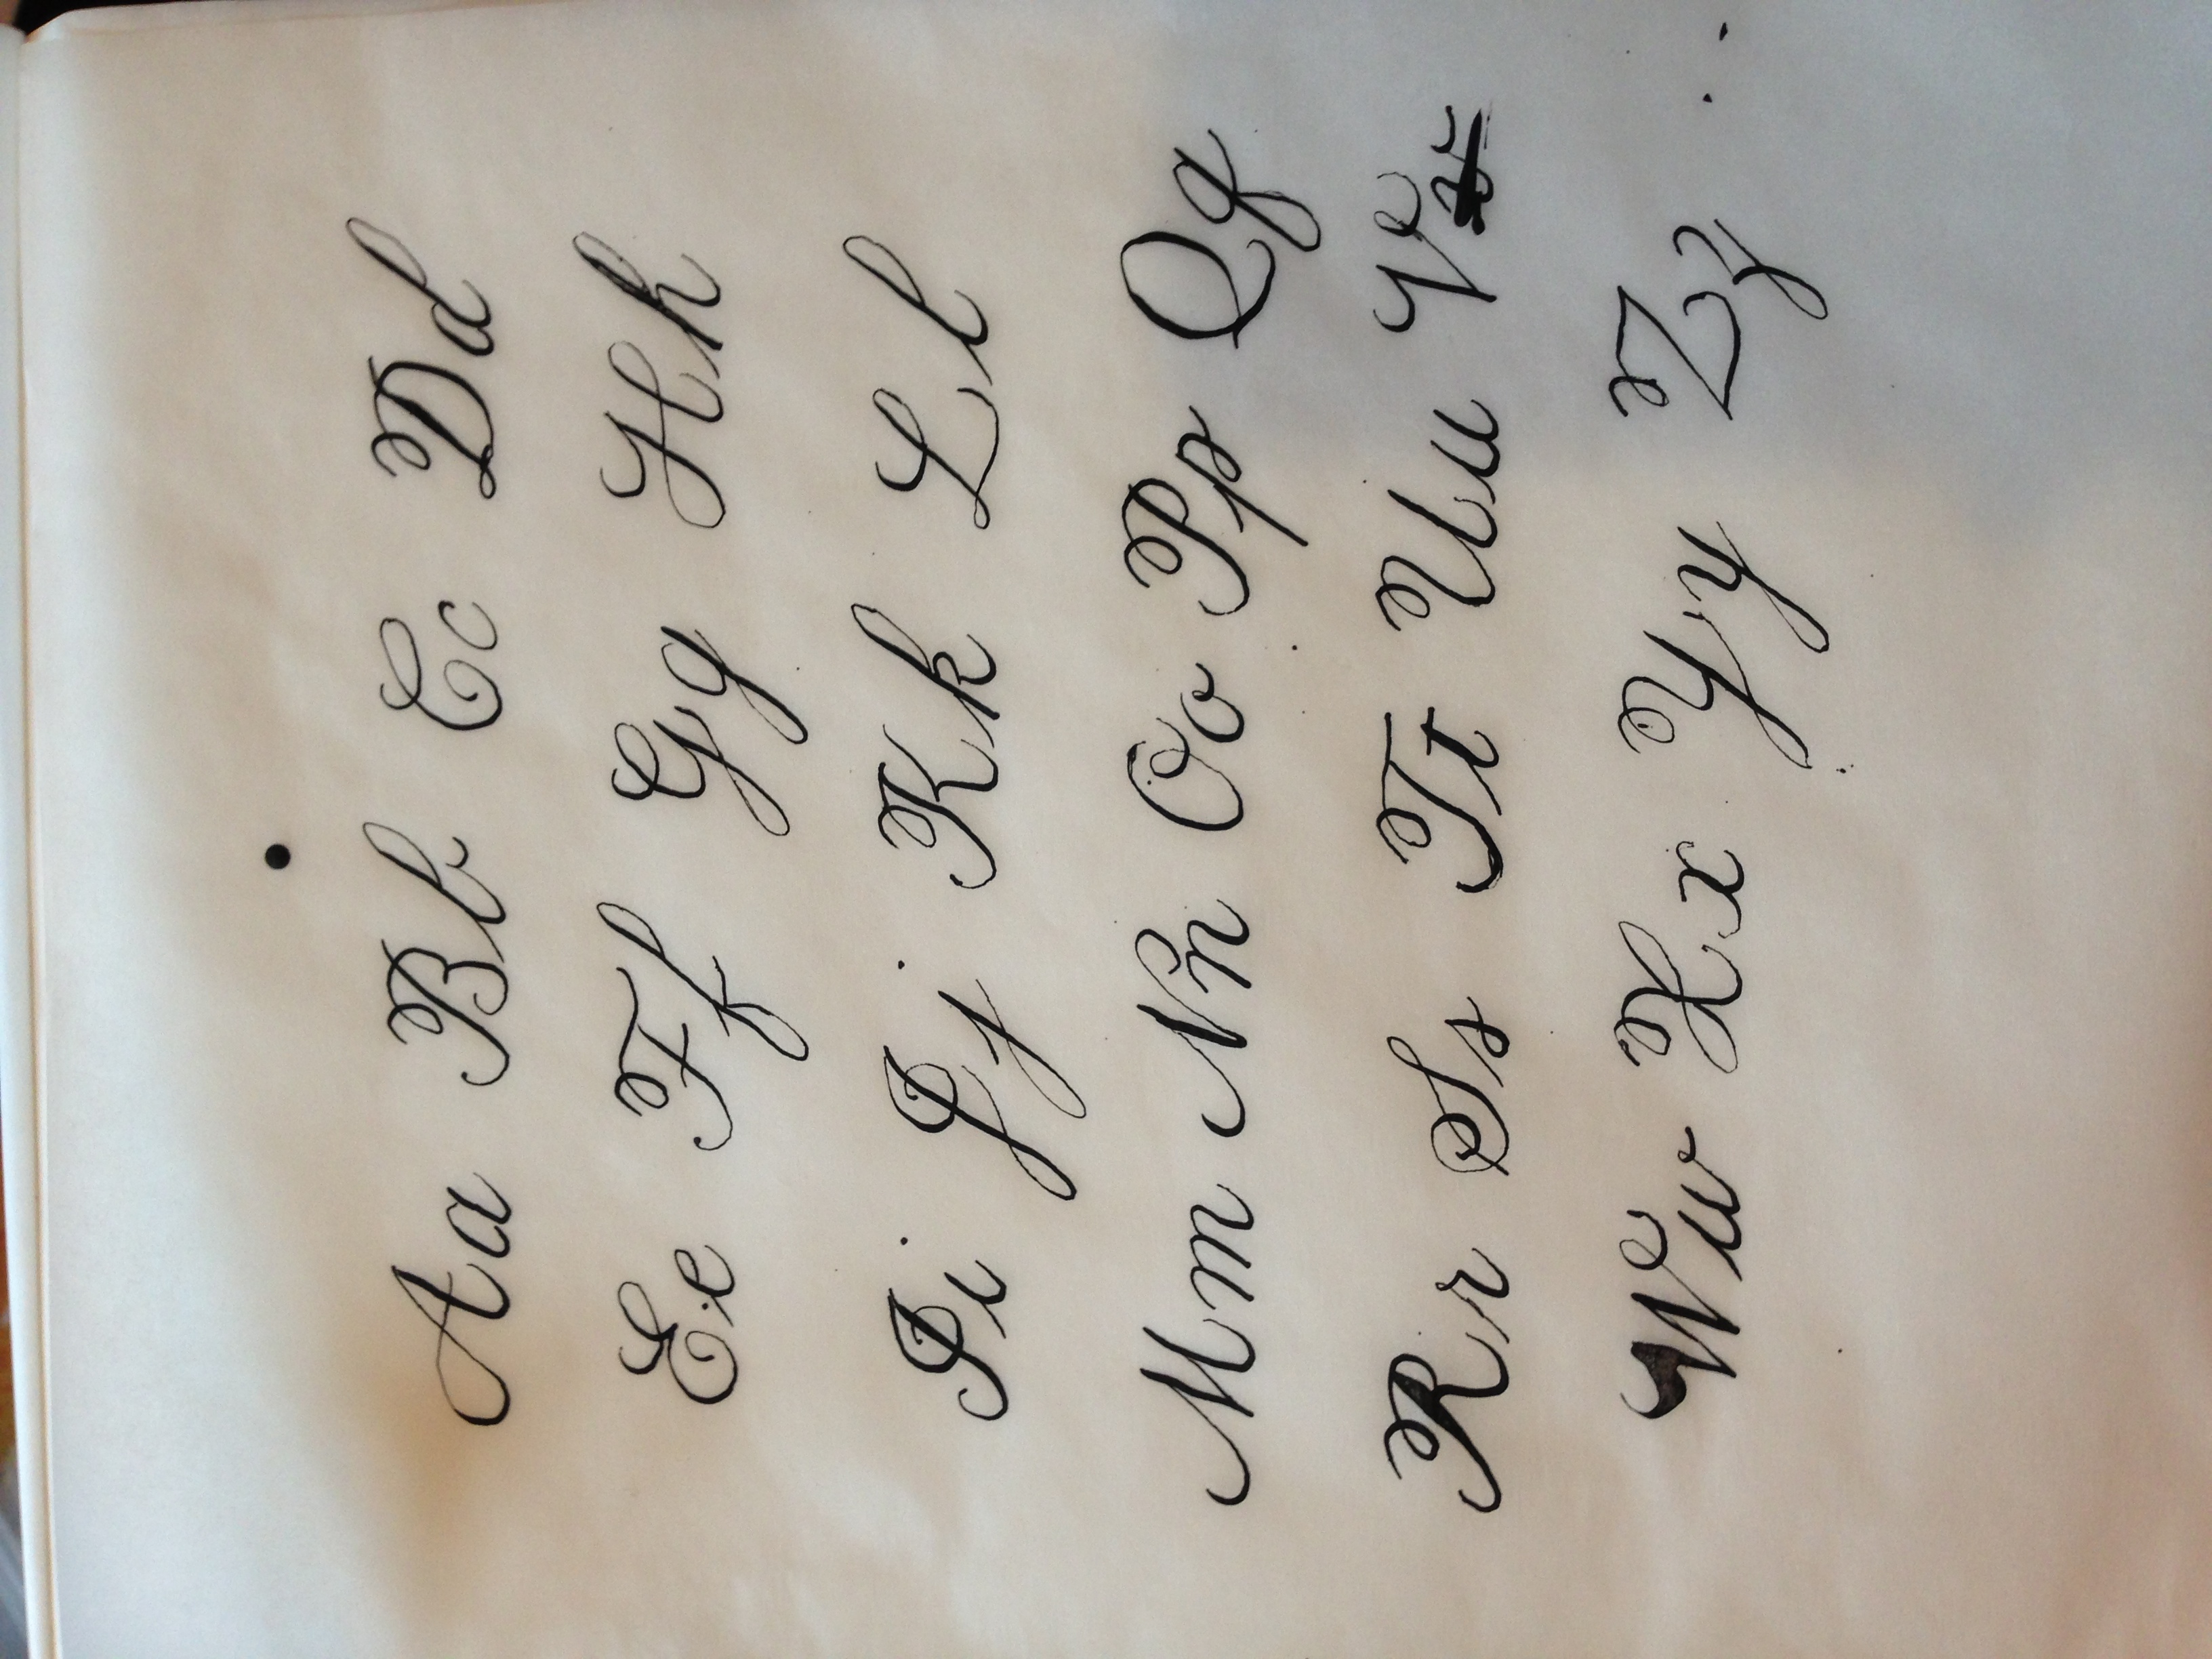 Aa Bb Cc Dd
Ee Ff Gg Hh
Ii Jj Kk Ll
Mm Nn Oo Pp Qq
Rr Ss Tt Uu Vv
Ww Xx Yy Zz